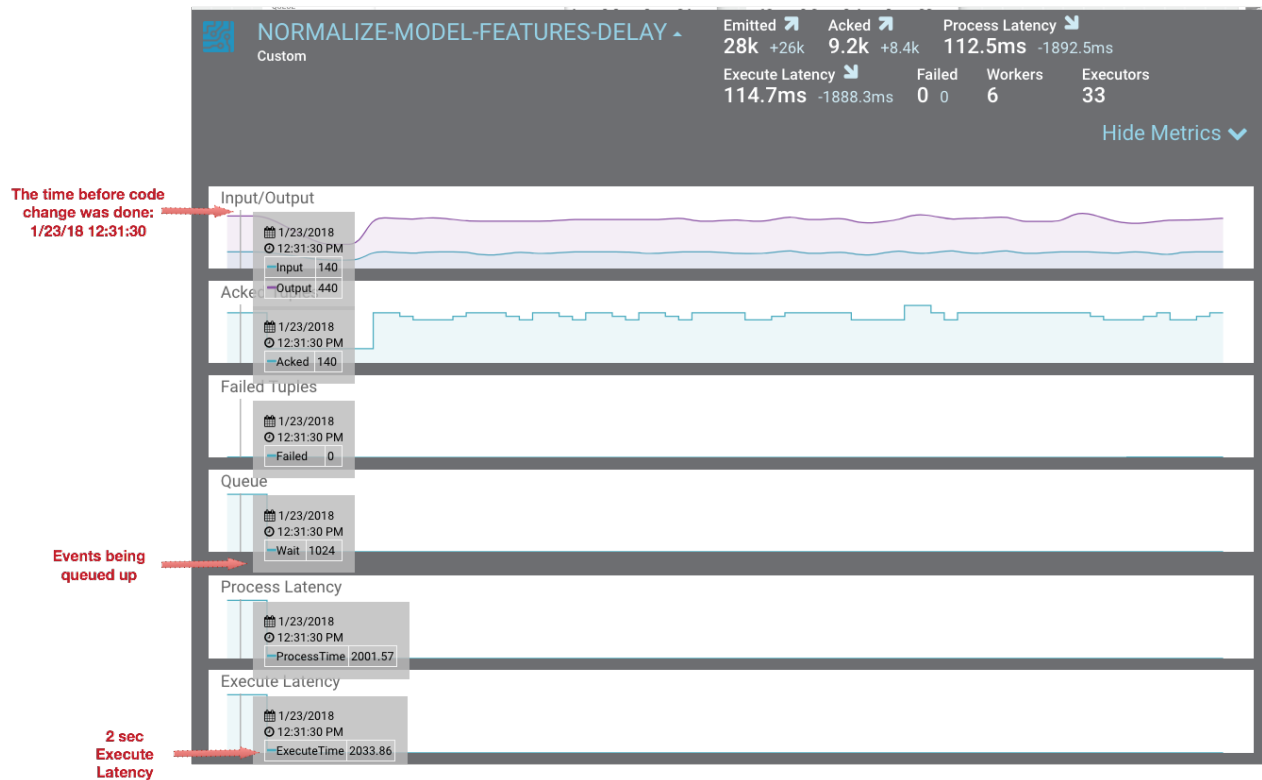 NORMALIZE-MODEL-FEATURES-DELAY
Custom
Emitted Acked Process Latency
28k +26k 9.2k +8.4k 112.5ms -1892.5ms
Execute Latency Failed Workers Executors
114.7ms -1888.3ms 0 0 6 33
Hide Metrics
The time before code
change was done:
1/23/18 12:31:30
Input/Output
1/23/2018
12:31:30 PM
Input 140
Output 440
Acked Tuples
1/23/2018
12:31:30 PM
Acked 140
Failed Tuples
1/23/2018
12:31:30 PM
Failed 0
Queue
1/23/2018
12:31:30 PM
Wait 1024
Events being
queued up
Process Latency
1/23/2018
12:31:30 PM
ProcessTime 2001.57
Execute Latency
1/23/2018
12:31:30 PM
ExecuteTime 2033.86
2 sec
Execute
Latency